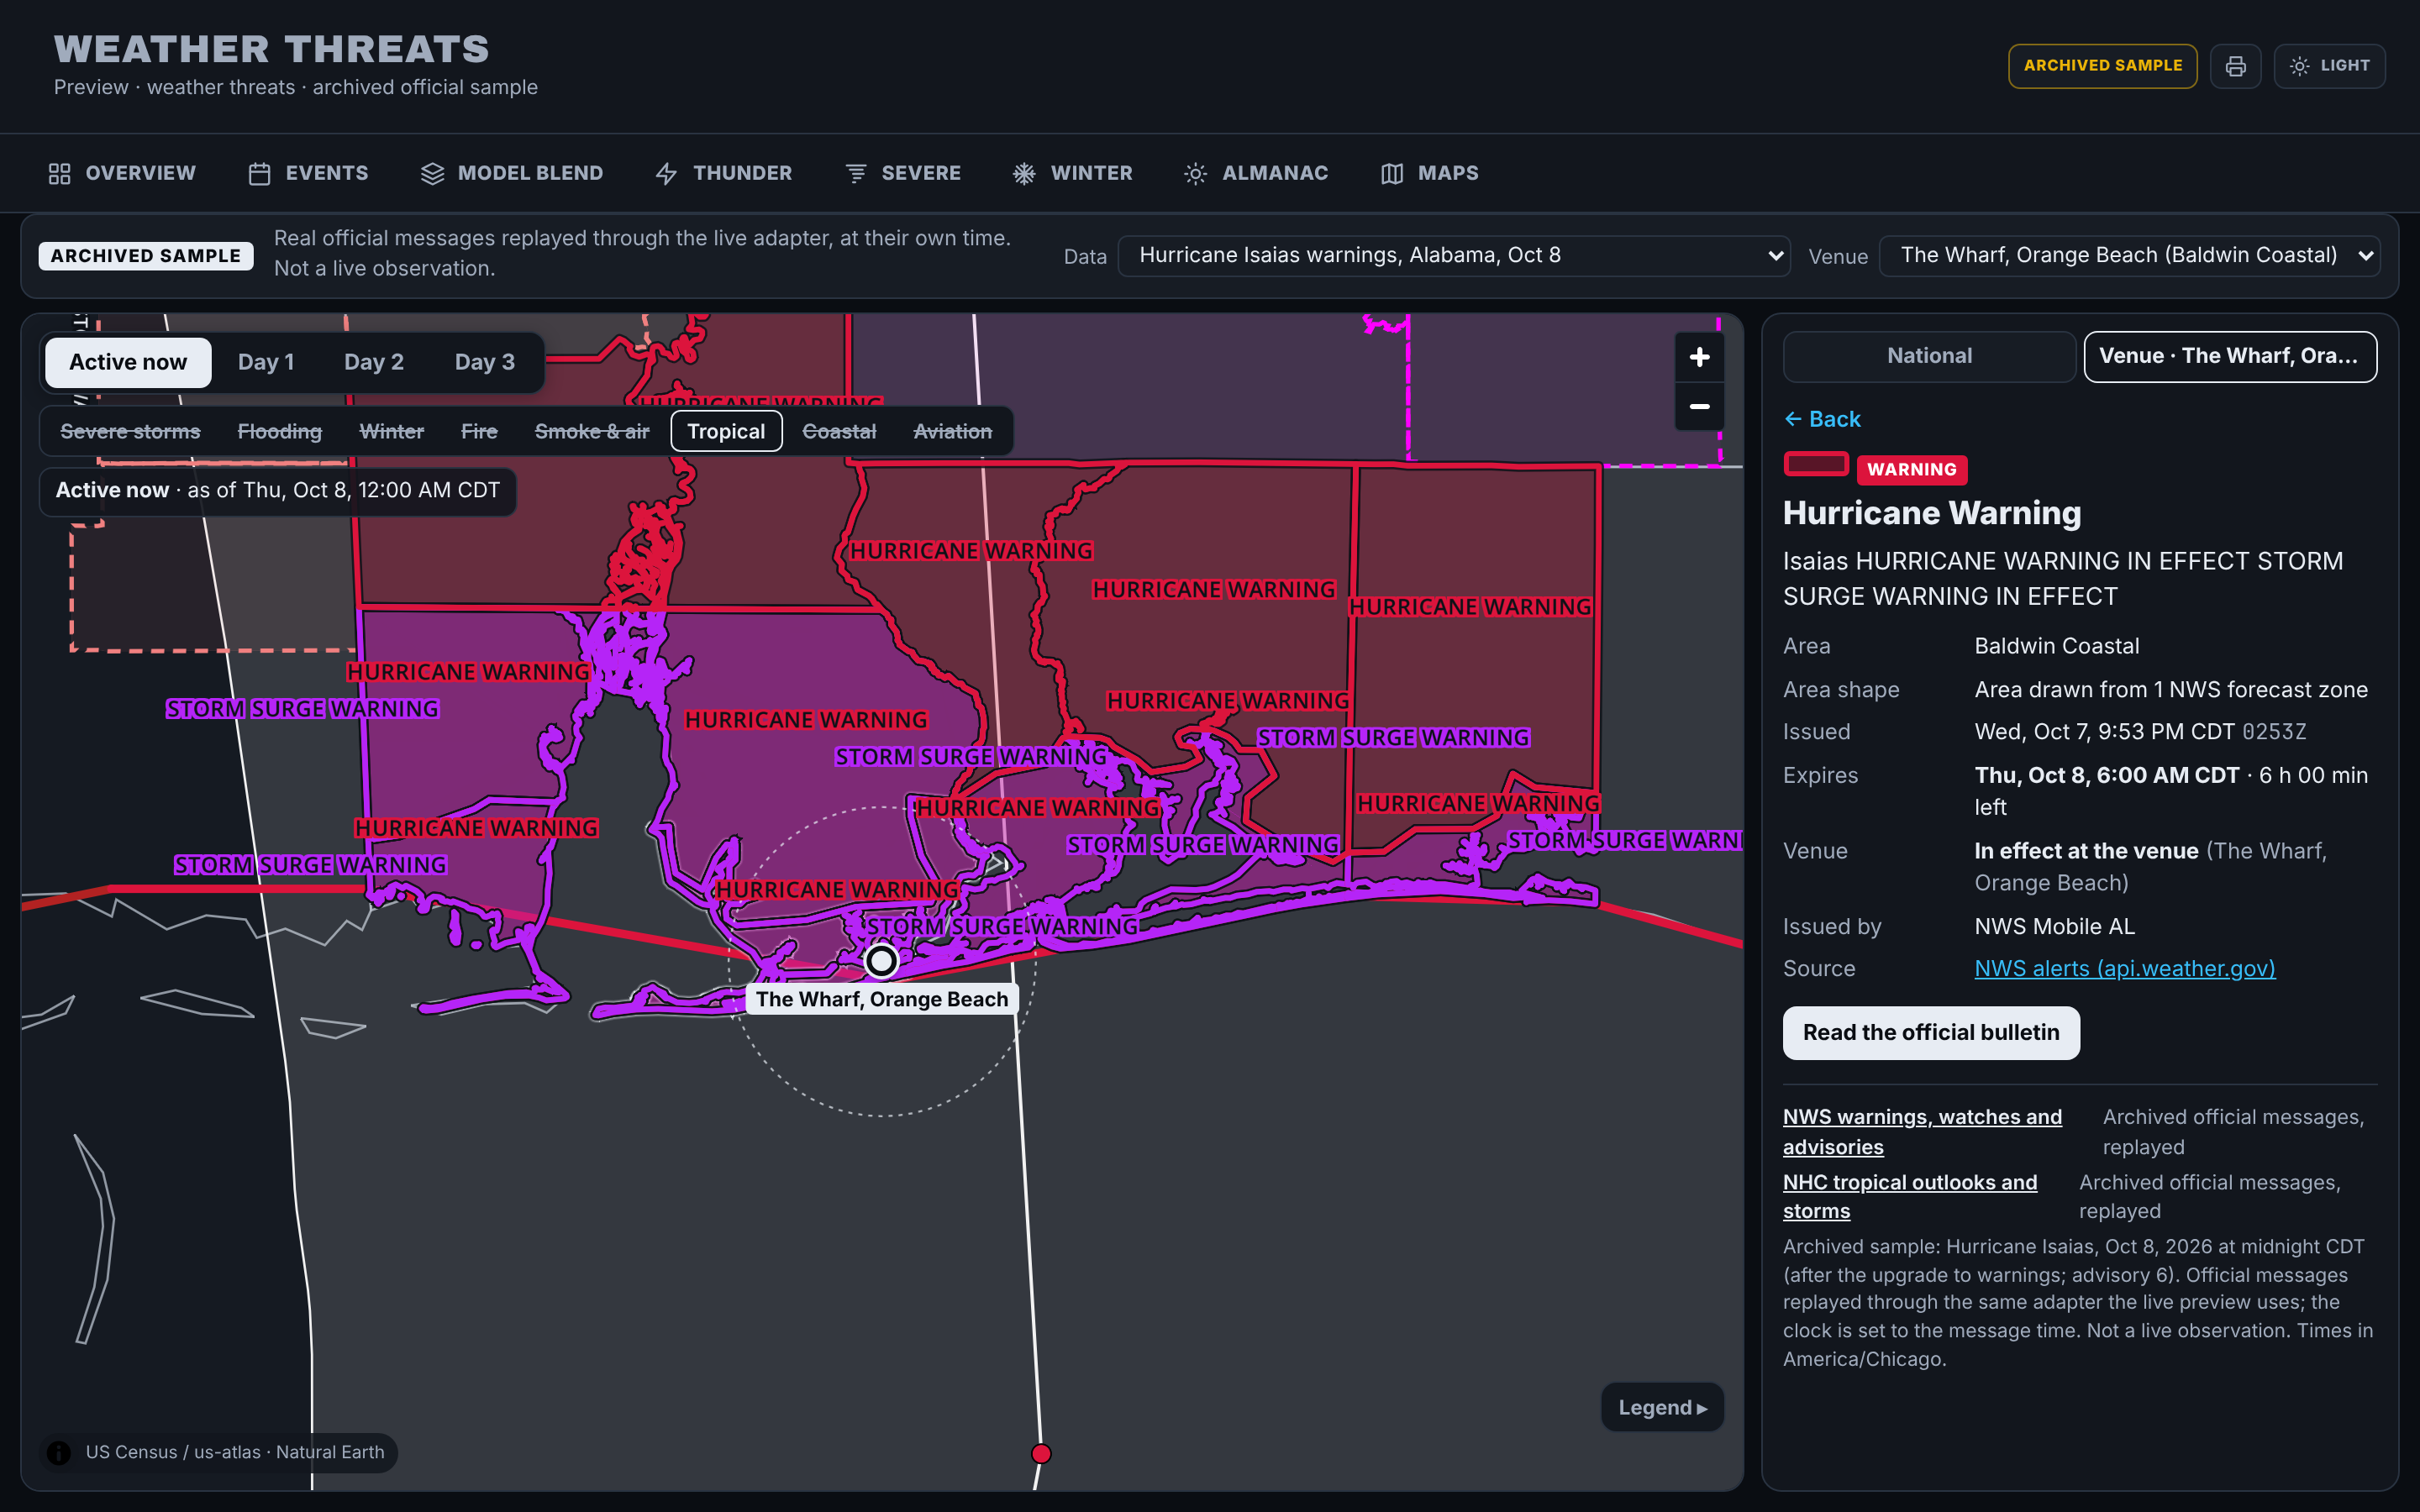 WEATHER THREATS
Preview · weather threats · archived official sample
ARCHIVED SAMPLE
LIGHT
OVERVIEW
EVENTS
MODEL BLEND
THUNDER
SEVERE
WINTER
ALMANAC
MAPS
ARCHIVED SAMPLE
Real official messages replayed through the live adapter, at their own time.
Not a live observation.
Data
Hurricane Isaias warnings, Alabama, Oct 8
Venue
The Wharf, Orange Beach (Baldwin Coastal)
Active now
Day 1
Day 2
Day 3
HURRICANE WARNING
Severe storms
Flooding
Winter
Fire
Smoke & air
Tropical
Coastal
Aviation
Active now · as of Thu, Oct 8, 12:00 AM CDT
+
−
HURRICANE WARNING
HURRICANE WARNING
HURRICANE WARNING
HURRICANE WARNING
STORM SURGE WARNING
HURRICANE WARNING
HURRICANE WARNING
STORM SURGE WARNING
STORM SURGE WARNING
HURRICANE WARNING
HURRICANE WARNING
HURRICANE WARNING
STORM SURGE WARNING
STORM SURGE WARNI
STORM SURGE WARNING
HURRICANE WARNING
STORM SURGE WARNING
The Wharf, Orange Beach
Legend ▸
US Census / us-atlas · Natural Earth
National
Venue · The Wharf, Ora...
← Back
WARNING
Hurricane Warning
Isaias HURRICANE WARNING IN EFFECT STORM
SURGE WARNING IN EFFECT
Area
Baldwin Coastal
Area shape
Area drawn from 1 NWS forecast zone
Issued
Wed, Oct 7, 9:53 PM CDT 0253Z
Expires
Thu, Oct 8, 6:00 AM CDT · 6 h 00 min
left
Venue
In effect at the venue (The Wharf,
Orange Beach)
Issued by
NWS Mobile AL
Source
NWS alerts (api.weather.gov)
Read the official bulletin
NWS warnings, watches and
advisories
Archived official messages,
replayed
NHC tropical outlooks and
storms
Archived official messages,
replayed
Archived sample: Hurricane Isaias, Oct 8, 2026 at midnight CDT
(after the upgrade to warnings; advisory 6). Official messages
replayed through the same adapter the live preview uses; the
clock is set to the message time. Not a live observation. Times in
America/Chicago.